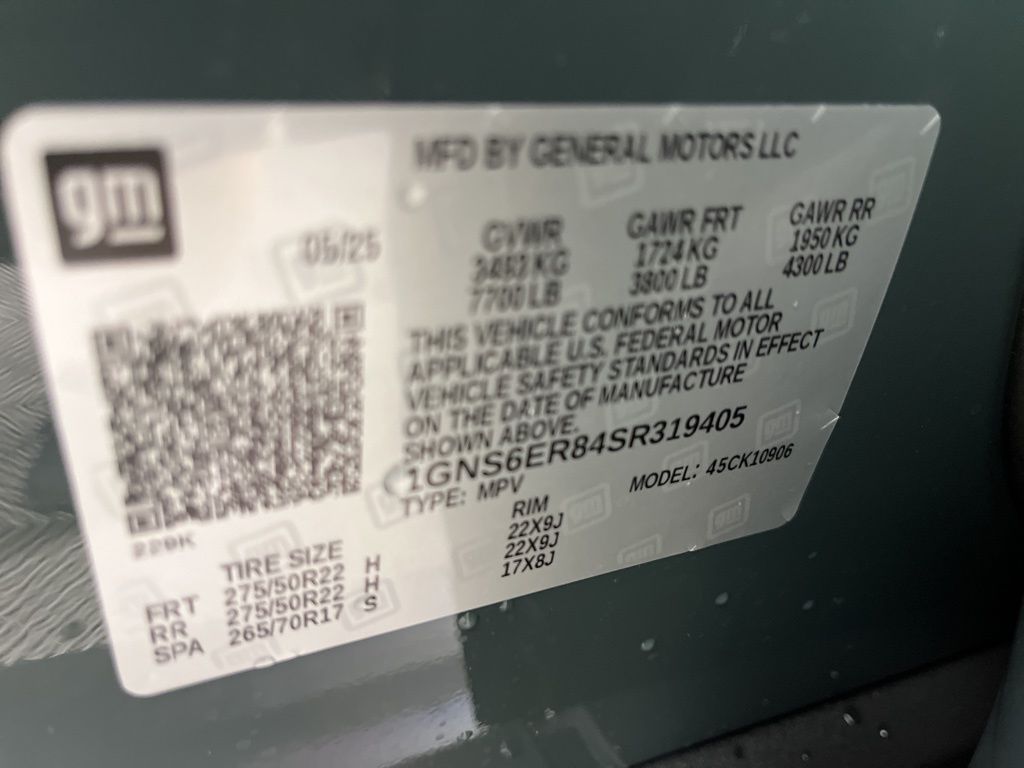 gm
MFD BY GENERAL MOTORS LLC
05/25
GVWR GAWR FRT GAWR RR
KG 1724 KG 1950 KG
7700 LB 3800 LB 4300 LB
THIS VEHICLE CONFORMS TO ALL
APPLICABLE U.S. FEDERAL MOTOR
VEHICLE SAFETY STANDARDS IN EFFECT
ON THE DATE OF MANUFACTURE
SHOWN ABOVE.
1GNS6ER84SR319405
TYPE: MPV MODEL: 45CK10906
TIRE SIZE RIM
FRT 275/50R22 H 22X9J
RR 275/50R22 H 22X9J
SPA 265/70R17 S 17X8J